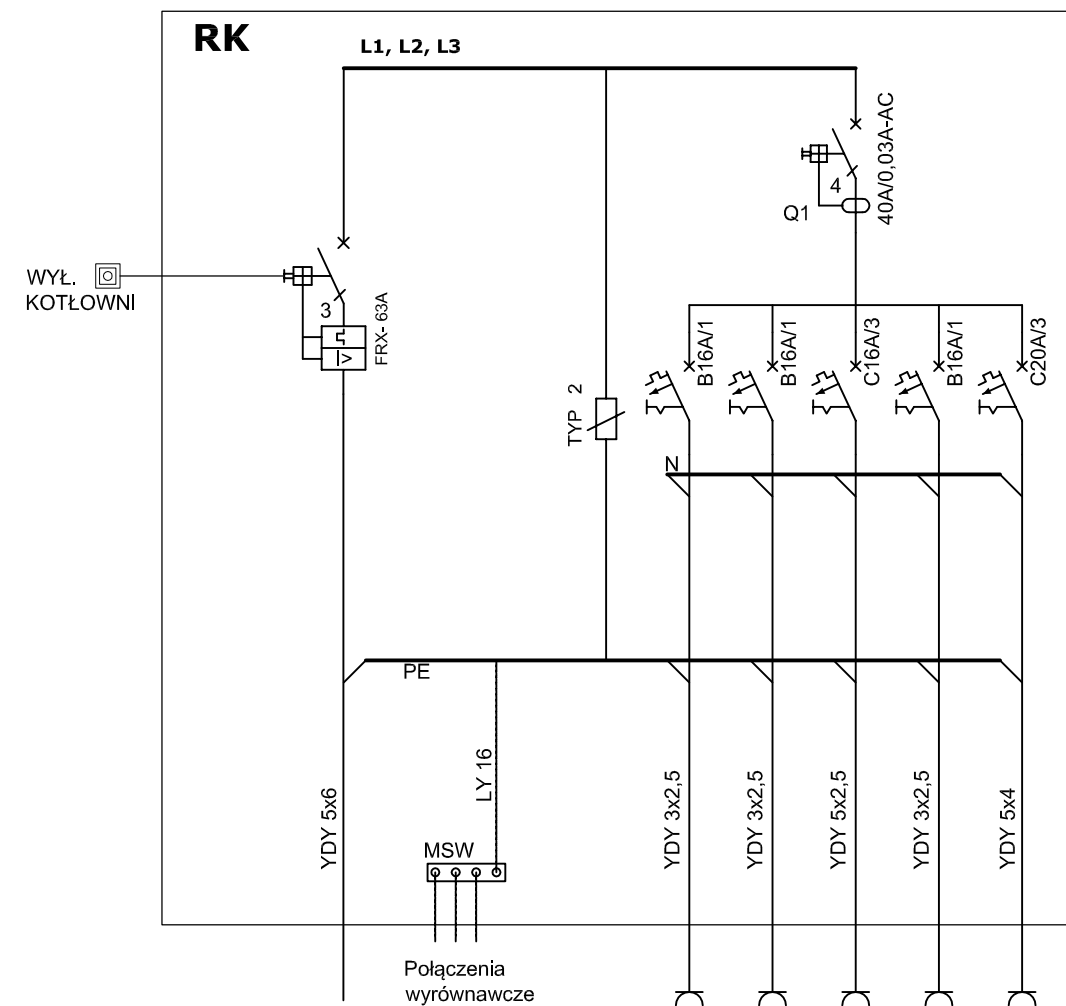 RK
L1, L2, L3
WYŁ.
KOTŁOWNI
3
FRX- 63A
TYP 2
4
Q1
40A/0,03A-AC
B16A/1
B16A/1
C16A/3
B16A/1
C20A/3
N
PE
YDY 5x6
LY 16
MSW
YDY 3x2,5
YDY 3x2,5
YDY 5x2,5
YDY 3x2,5
YDY 5x4
Połączenia
wyrównawcze